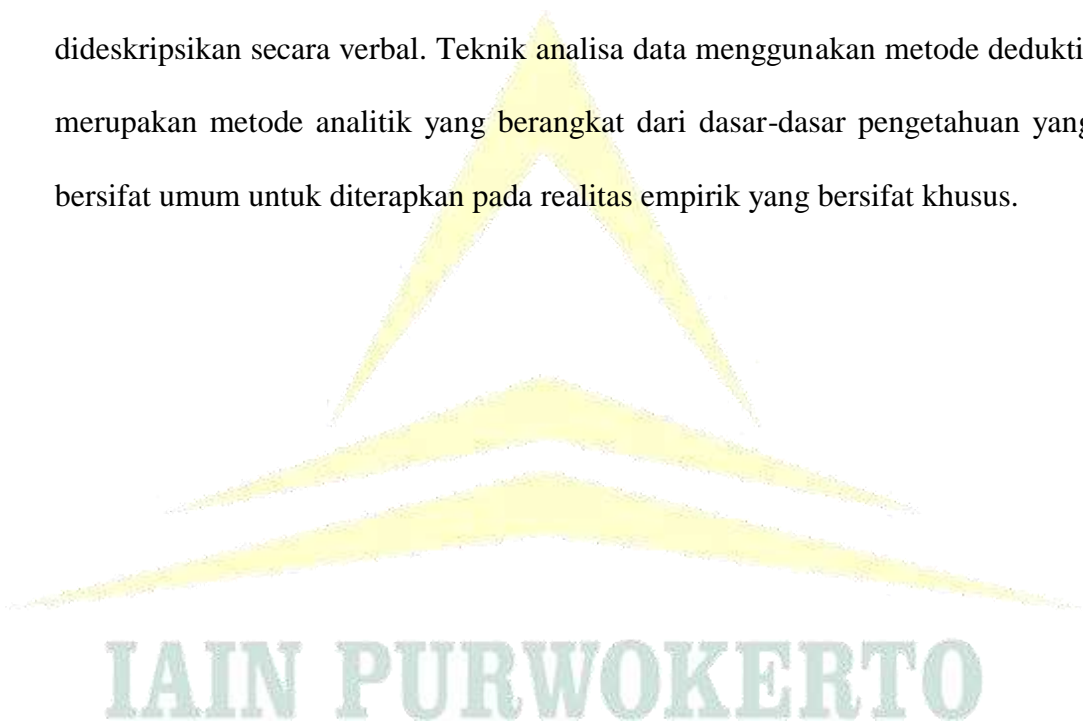 dideskripsikan secara verbal. Teknik analisa data menggunakan metode dedukti
merupakan metode analitik yang berangkat dari dasar-dasar pengetahuan yang
bersifat umum untuk diterapkan pada realitas empirik yang bersifat khusus.
IAIN PURWOKERTO